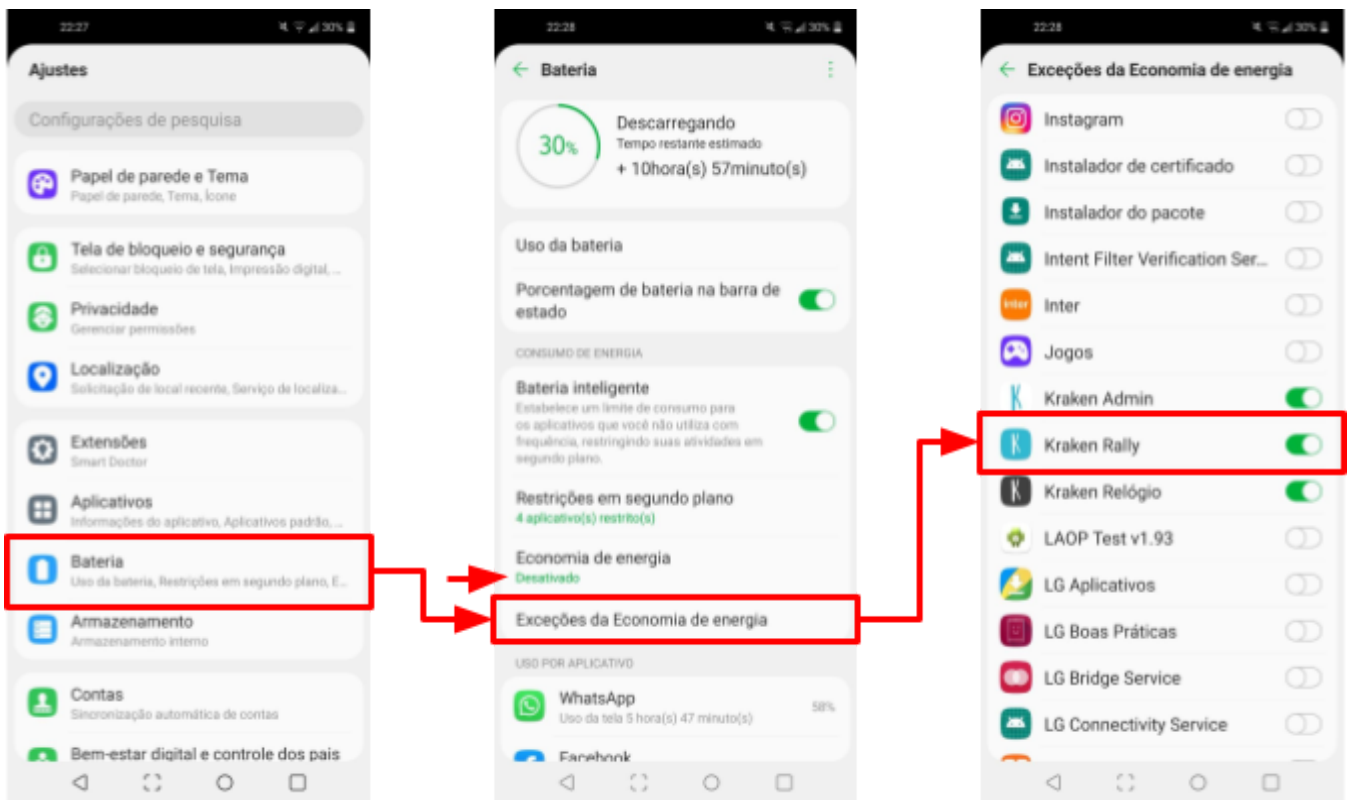 22:27
30%
Ajustes
Configurações de pesquisa
Papel de parede e Tema
Papel de parede, Tema, Ícone
Tela de bloqueio e segurança
Selecionar bloqueio de tela, Impressão digital, ...
Privacidade
Gerenciar permissões
Localização
Solicitação de local recente, Serviço de localiza...
Extensões
Smart Doctor
Aplicativos
Informações do aplicativo, Aplicativos padrão, ...
Bateria
Uso da bateria, Restrições em segundo plano, E...
Armazenamento
Armazenamento interno
Contas
Sincronização automática de contas
Bem-estar digital e controle dos pais
22:28
30%
Bateria
30%
Descarregando
Tempo restante estimado
+ 10hora(s) 57minuto(s)
Uso da bateria
Porcentagem de bateria na barra de
estado
CONSUMO DE ENERGIA
Bateria inteligente
Estabelece um limite de consumo para
os aplicativos que você não utiliza com
frequência, restringindo suas atividades em
segundo plano.
Restrições em segundo plano
4 aplicativo(s) restrito(s)
Economia de energia
Desativado
Exceções da Economia de energia
USO POR APLICATIVO
WhatsApp
Uso da tela 5 hora(s) 47 minuto(s)
58%
Facebook
22:28
30%
Exceções da Economia de energia
Instagram
Instalador de certificado
Instalador do pacote
Intent Filter Verification Ser...
inter
Inter
Jogos
K
Kraken Admin
K
Kraken Rally
K
Kraken Relógio
LAOP Test v1.93
LG Aplicativos
LG Boas Práticas
LG Bridge Service
LG Connectivity Service